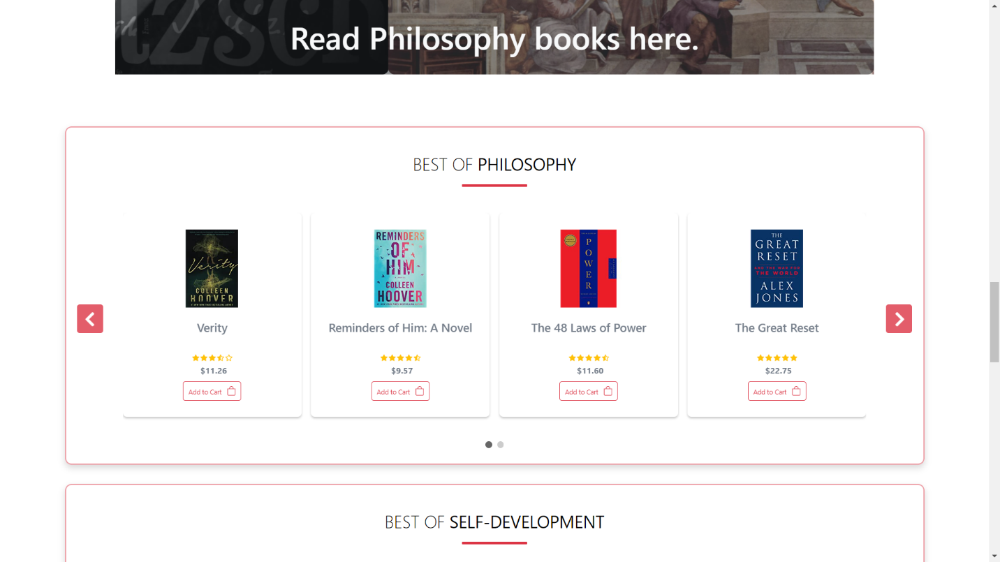 tzsc
Read Philosophy books here.
BEST OF PHILOSOPHY
Verity
COLLEEN
HOOVER
REMINDERS
OF
HIM
A NOVEL
COLLEEN
HOOVER
POWER
THE
GREAT
RESET
AND THE WAR FOR
THE WORLD
ALEX
JONES
Verity
Reminders of Him: A Novel
The 48 Laws of Power
The Great Reset
$11.26
$9.57
$11.60
$22.75
Add to Cart
Add to Cart
Add to Cart
Add to Cart
BEST OF SELF-DEVELOPMENT